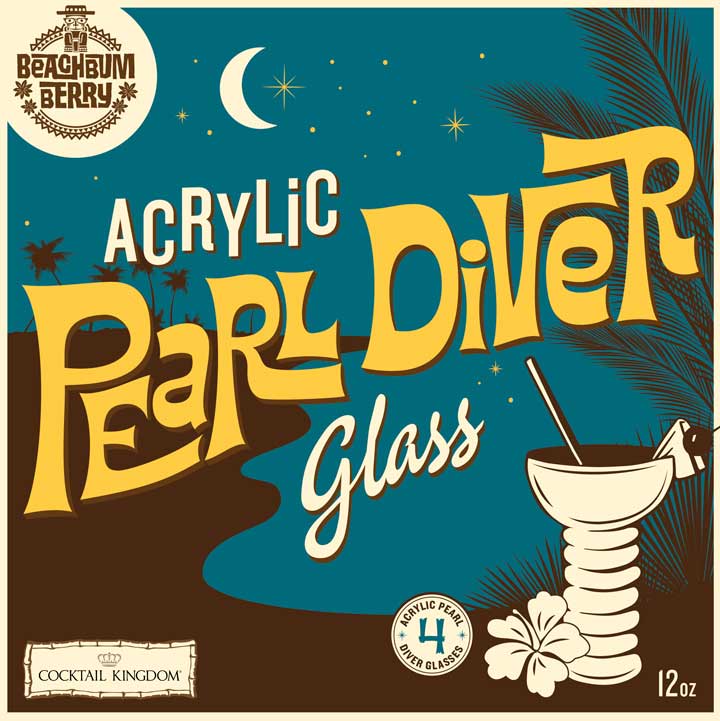 BEACHBUM
BERRY
ACRYLiC
PEaRL DiVeR
Glass
ACRYLIC PEARL
4
DIVER GLASSES
COCKTAIL KINGDOM®
12oz